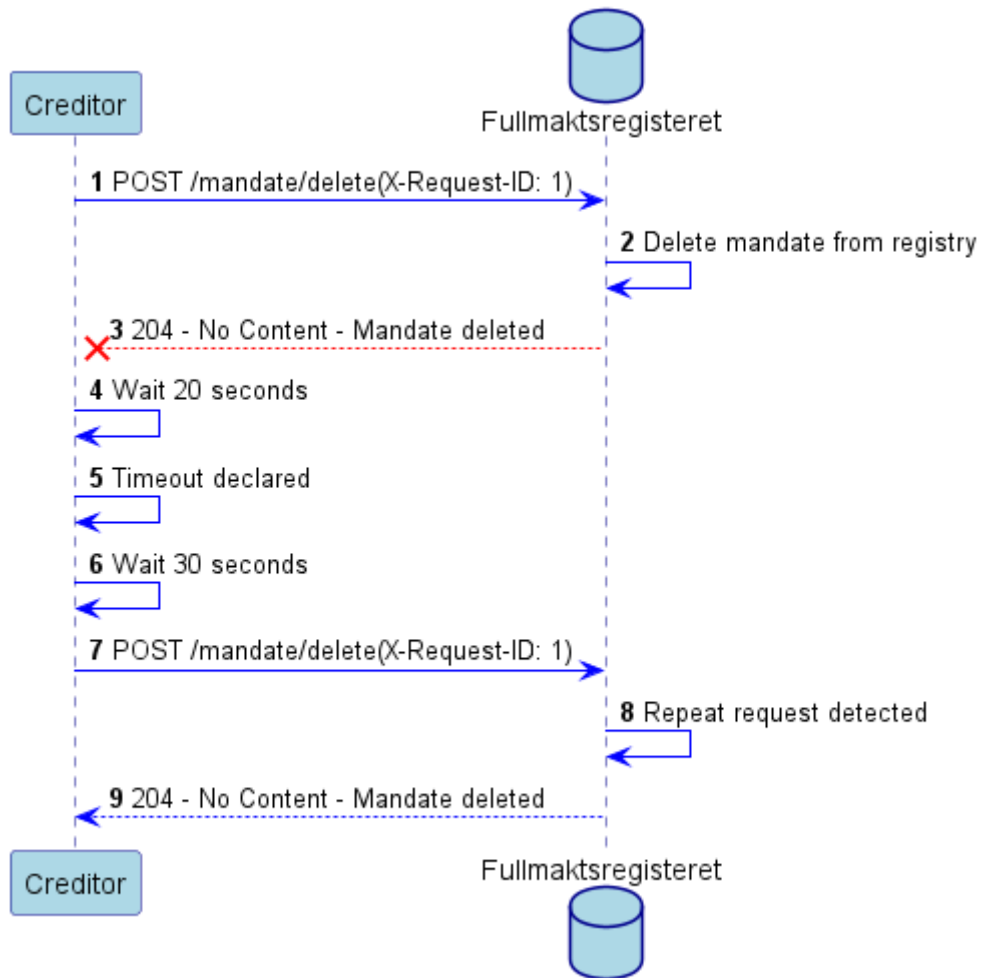 Creditor
Fullmaktsregisteret
1 POST /mandate/delete(X-Request-ID: 1)
2 Delete mandate from registry
3 204 - No Content - Mandate deleted
4 Wait 20 seconds
5 Timeout declared
6 Wait 30 seconds
7 POST /mandate/delete(X-Request-ID: 1)
8 Repeat request detected
9 204 - No Content - Mandate deleted
Creditor
Fullmaktsregisteret